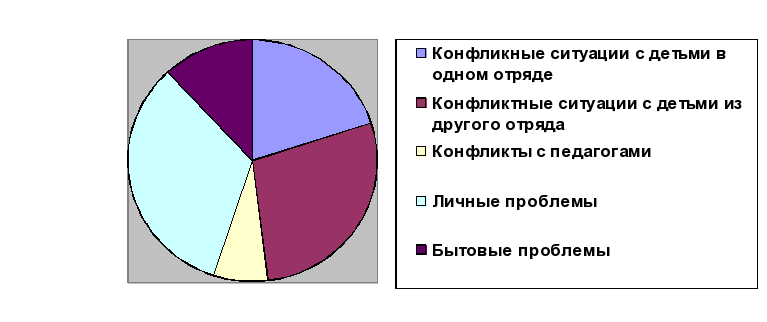 Конфликные ситуации с детьми в
одном отряде
Конфликтные ситуации с детьми из
другого отряда
Конфликты с педагогами
Личные проблемы
Бытовые проблемы